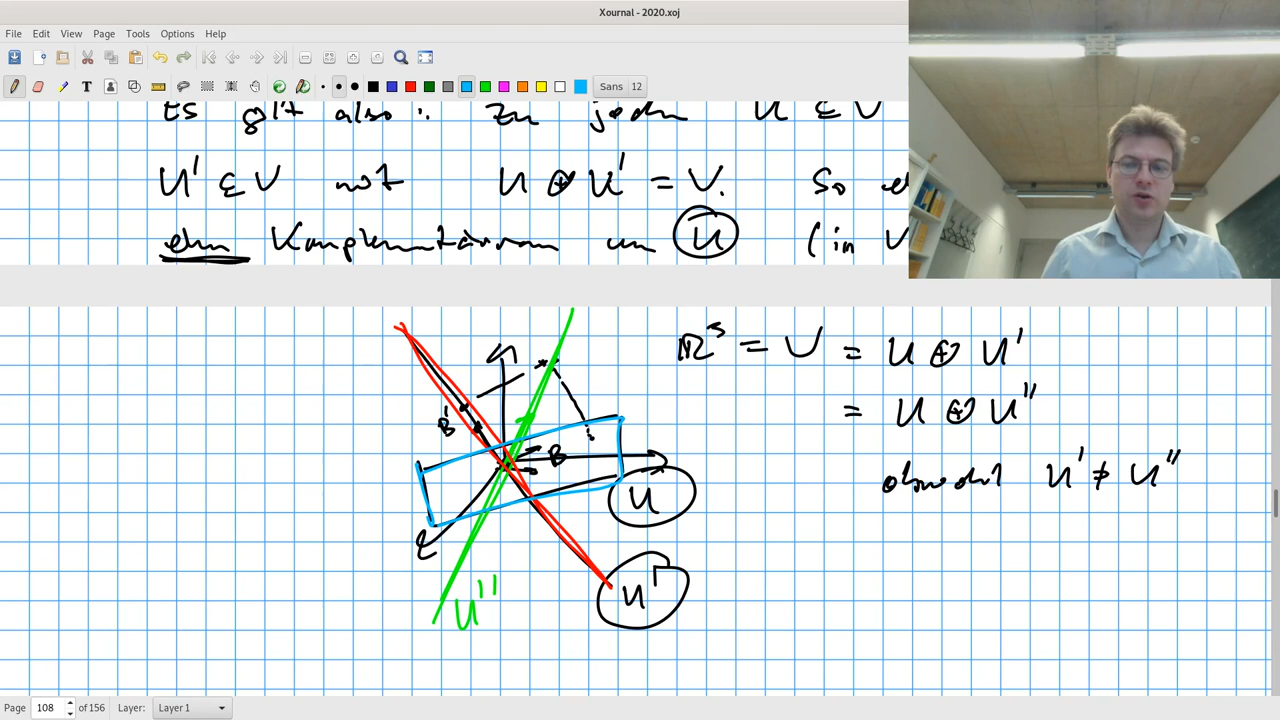 Xournal - 2020.xoj
File Edit View Page Tools Options Help
Sans 12
Es gilt also : Zu jedem U ⊆ V
U' ⊆ V mit U ⊕ U' = V. So
ein Komplementärraum zu U (in V
ℝ³ = V = U ⊕ U'
= U ⊕ U''
obwohl U' ≠ U''
B'
B
U
U'
U''
Page 108 of 156 Layer: Layer 1